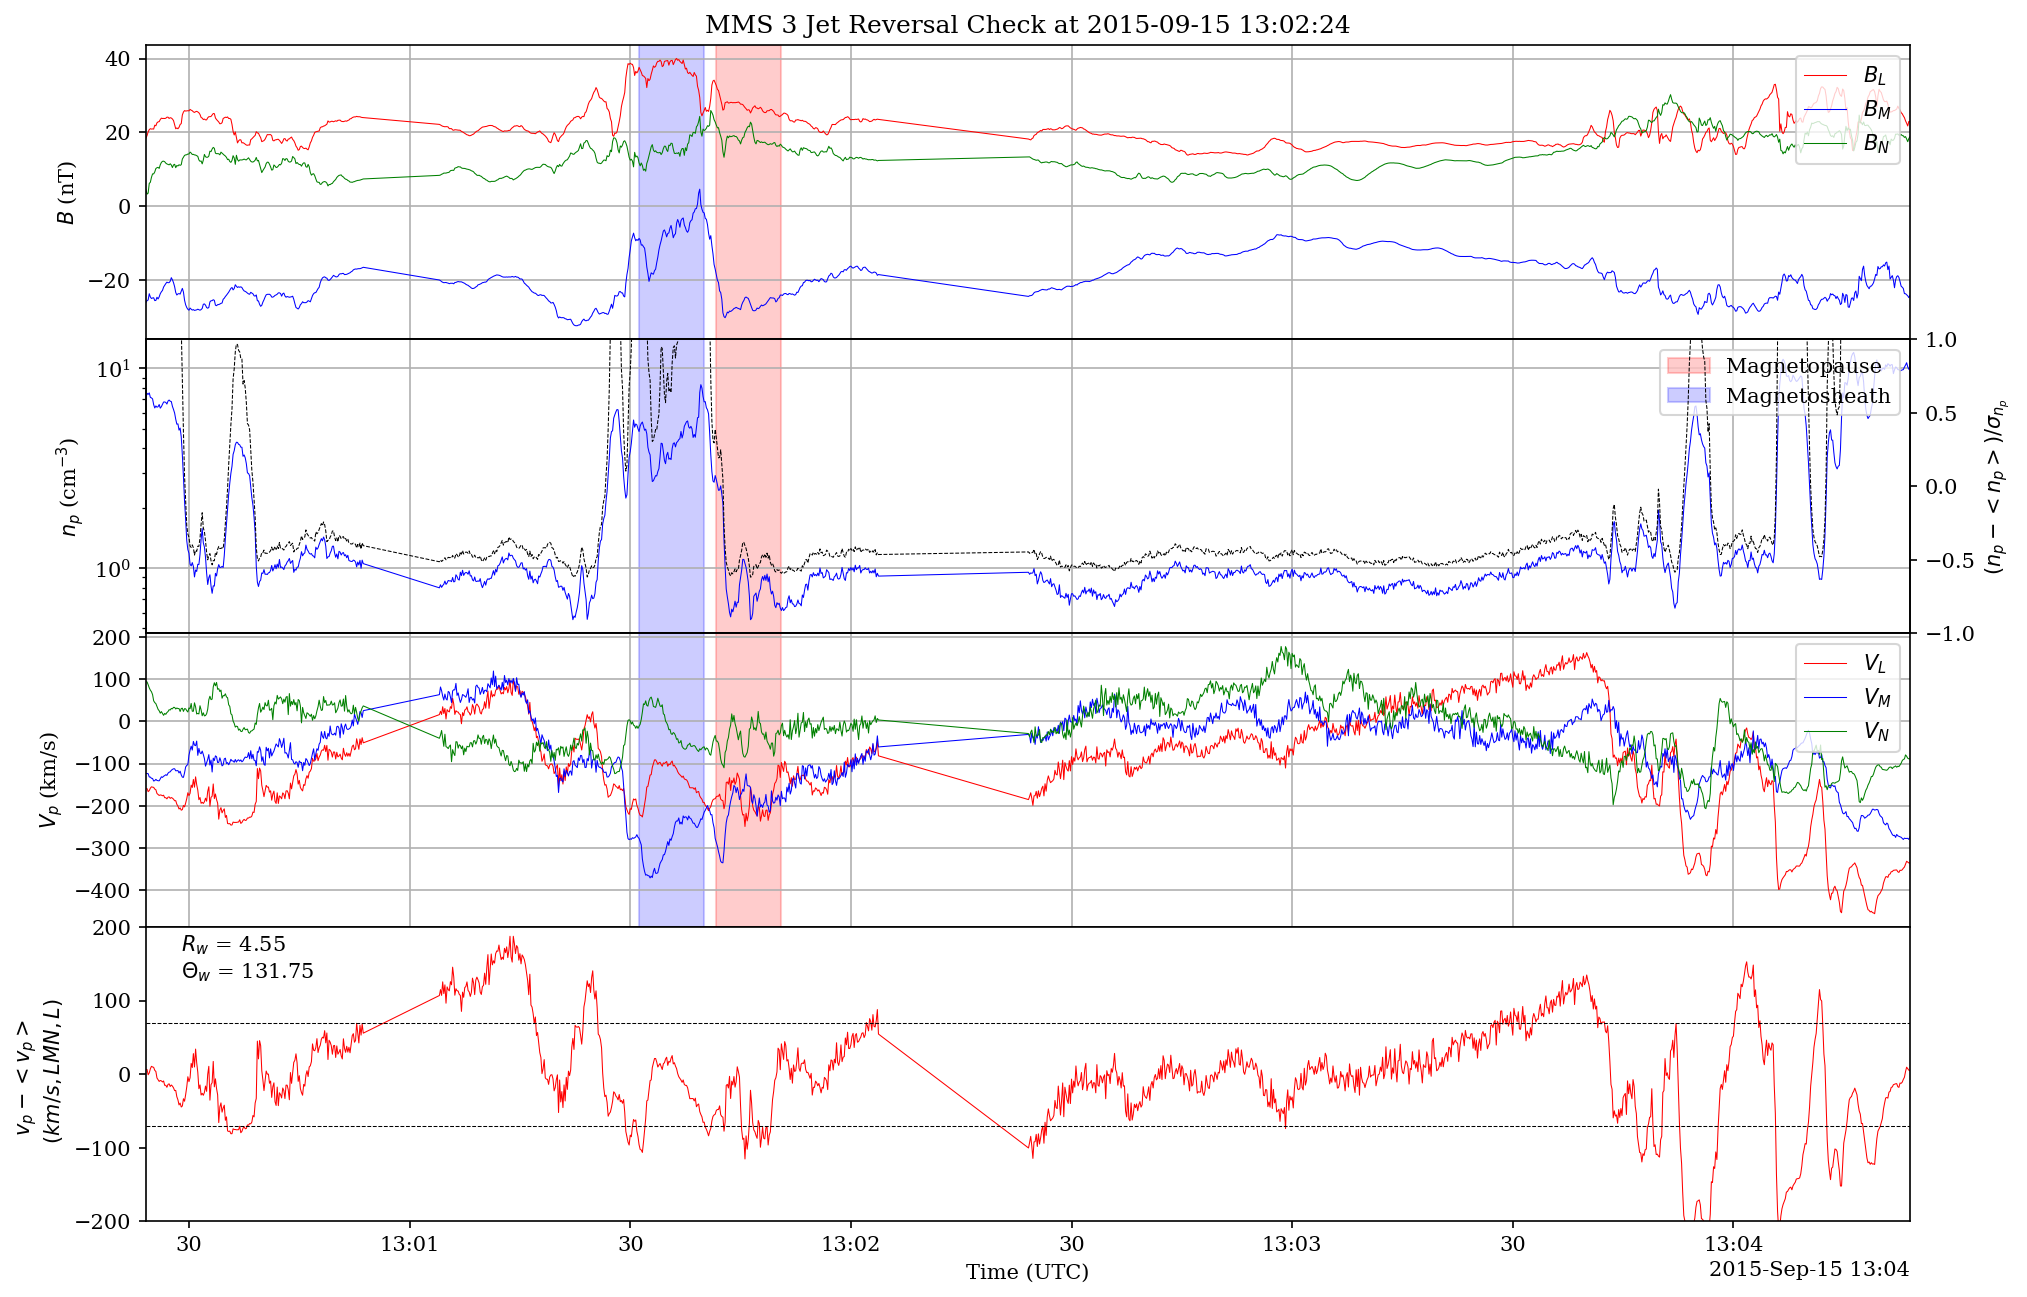 MMS 3 Jet Reversal Check at 2015-09-15 13:02:24
40
20
0
−20
B (nT)
B_L
B_M
B_N
10^1
10^0
n_p (cm^−3)
1.0
0.5
0.0
−0.5
−1.0
(n_p − <n_p>)/σ_{n_p}
Magnetopause
Magnetosheath
200
100
0
−100
−200
−300
−400
V_p (km/s)
V_L
V_M
V_N
200
100
0
−100
−200
v_p − <v_p>
(km/s, LMN, L)
R_w = 4.55
Θ_w = 131.75
30
13:01
30
13:02
30
13:03
30
13:04
Time (UTC)
2015-Sep-15 13:04